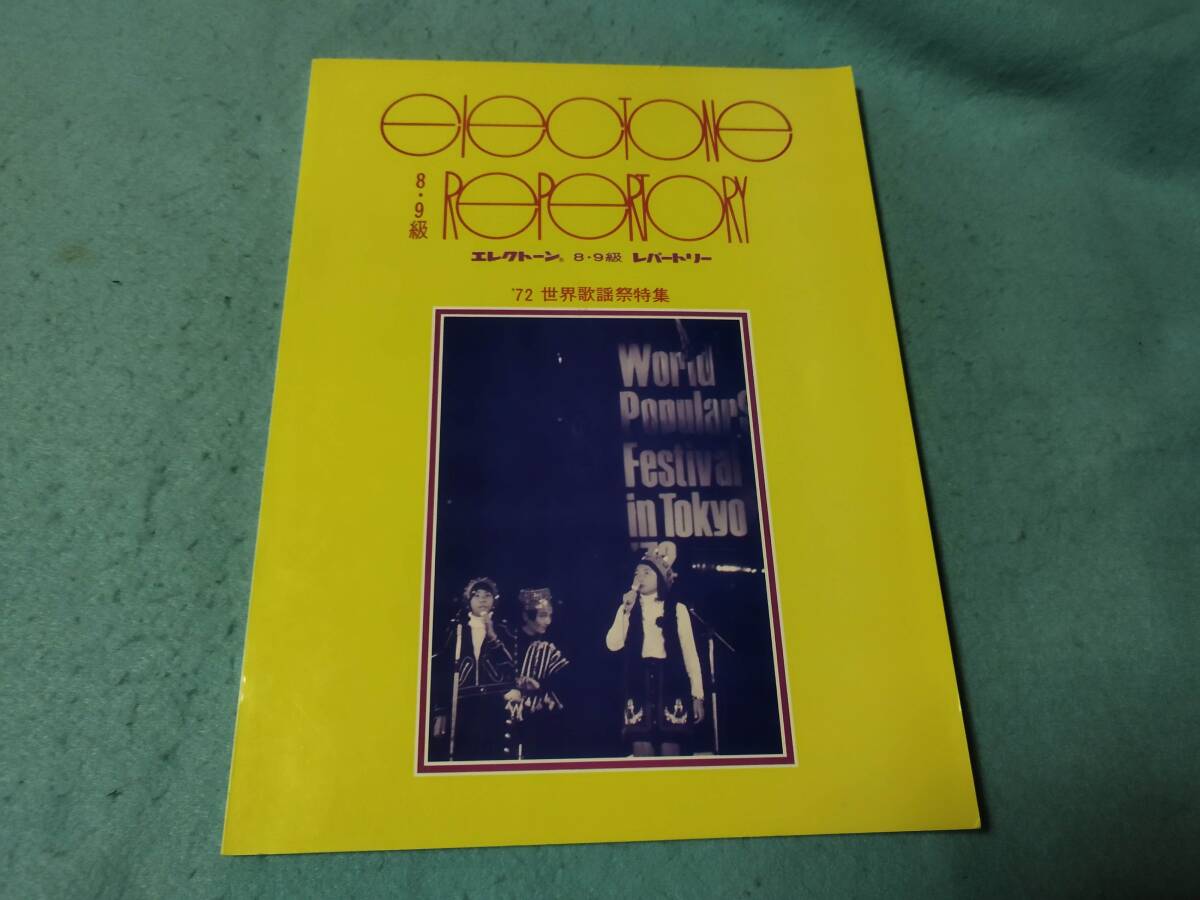 electone
8・9級
REPERTORY
エレクトーン® 8・9級 レパートリー
'72 世界歌謡祭特集
World
Popular
Festival
in Tokyo